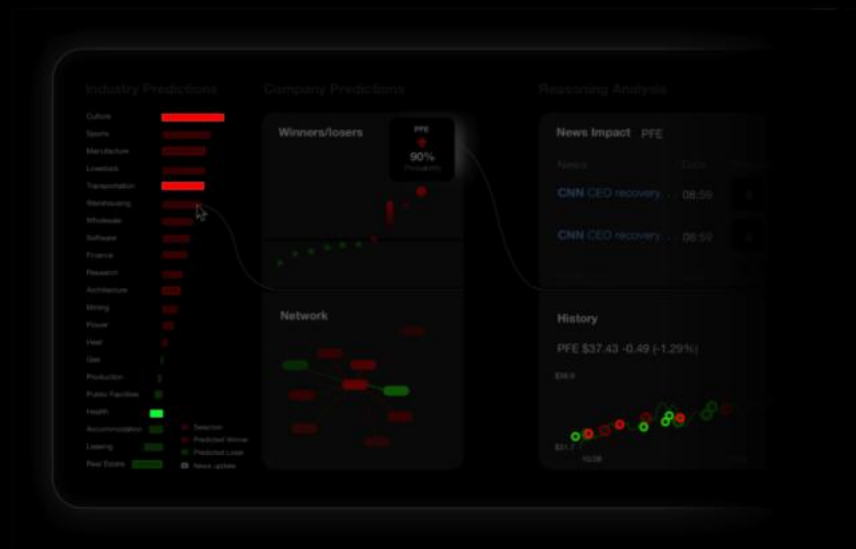 Industry Predictions
Company Predictions
Reasoning Analysis
Culture
Sports
Manufacture
Livestock
Transportation
Warehousing
Wholesale
Software
Finance
Research
Architecture
Mining
Power
Heat
Gas
Production
Public Facilities
Health
Accommodation
Leasing
Real Estate
Selection
Predicted Winner
Predicted Loser
News update
Winners/losers
PFE
90%
Probability
Network
News Impact PFE
News Date
CNN CEO recovery. . . 08:59
CNN CEO recovery. . . 08:59
History
PFE $37.43 -0.49 (-1.29%)
10/28